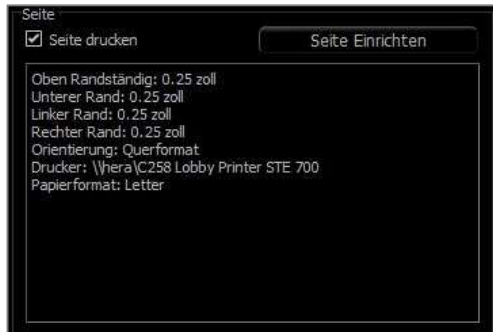 Seite
Seite drucken
Seite Einrichten
Oben Randständig: 0.25 zoll
Unterer Rand: 0.25 zoll
Linker Rand: 0.25 zoll
Rechter Rand: 0.25 zoll
Orientierung: Querformat
Drucker: \\hera\C258 Lobby Printer STE 700
Papierformat: Letter